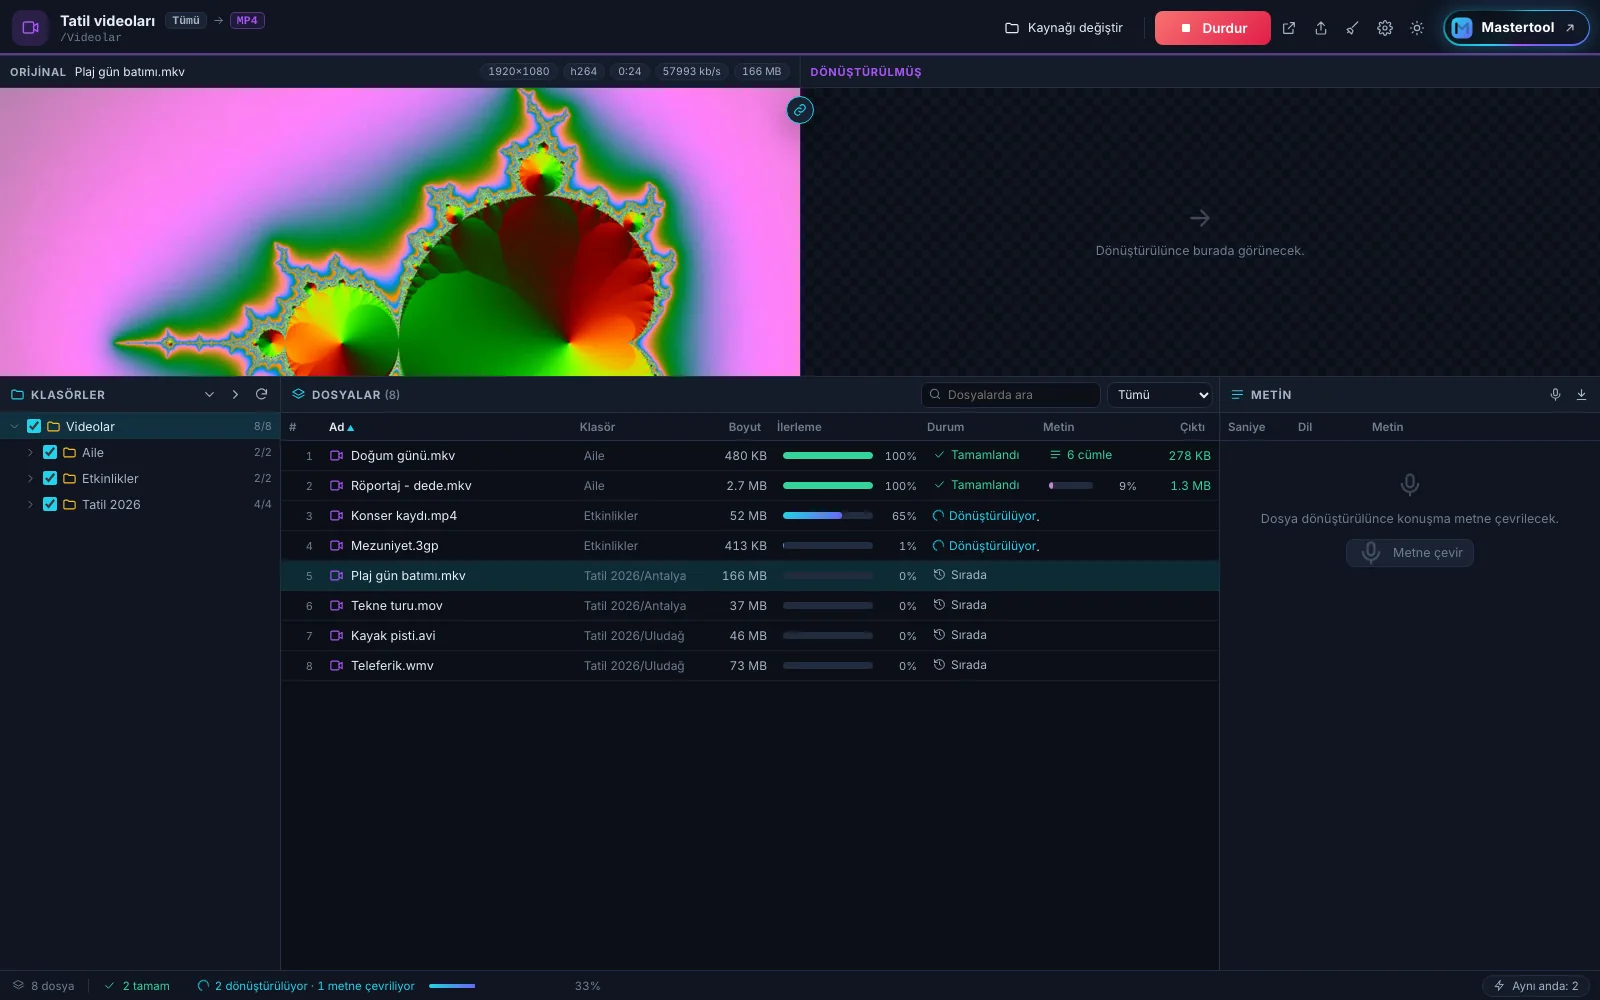 Tatil videoları Tümü → MP4
/Videolar
Kaynağı değiştir
Durdur
Mastertool
ORİJİNAL Plaj gün batımı.mkv 1920×1080 h264 0:24 57993 kb/s 166 MB
DÖNÜŞTÜRÜLMÜŞ
Dönüştürülünce burada görünecek.
KLASÖRLER
Videolar 8/8
Aile 2/2
Etkinlikler 2/2
Tatil 2026 4/4
DOSYALAR (8) Dosyalarda ara Tümü
# Ad Klasör Boyut İlerleme Durum Metin Çıktı
1 Doğum günü.mkv Aile 480 KB 100% Tamamlandı 6 cümle 278 KB
2 Röportaj - dede.mkv Aile 2.7 MB 100% Tamamlandı 9% 1.3 MB
3 Konser kaydı.mp4 Etkinlikler 52 MB 65% Dönüştürülüyor.
4 Mezuniyet.3gp Etkinlikler 413 KB 1% Dönüştürülüyor.
5 Plaj gün batımı.mkv Tatil 2026/Antalya 166 MB 0% Sırada
6 Tekne turu.mov Tatil 2026/Antalya 37 MB 0% Sırada
7 Kayak pisti.avi Tatil 2026/Uludağ 46 MB 0% Sırada
8 Teleferik.wmv Tatil 2026/Uludağ 73 MB 0% Sırada
METİN
Saniye Dil Metin
Dosya dönüştürülünce konuşma metne çevrilecek.
Metne çevir
8 dosya 2 tamam 2 dönüştürülüyor · 1 metne çevriliyor 33%
Aynı anda: 2